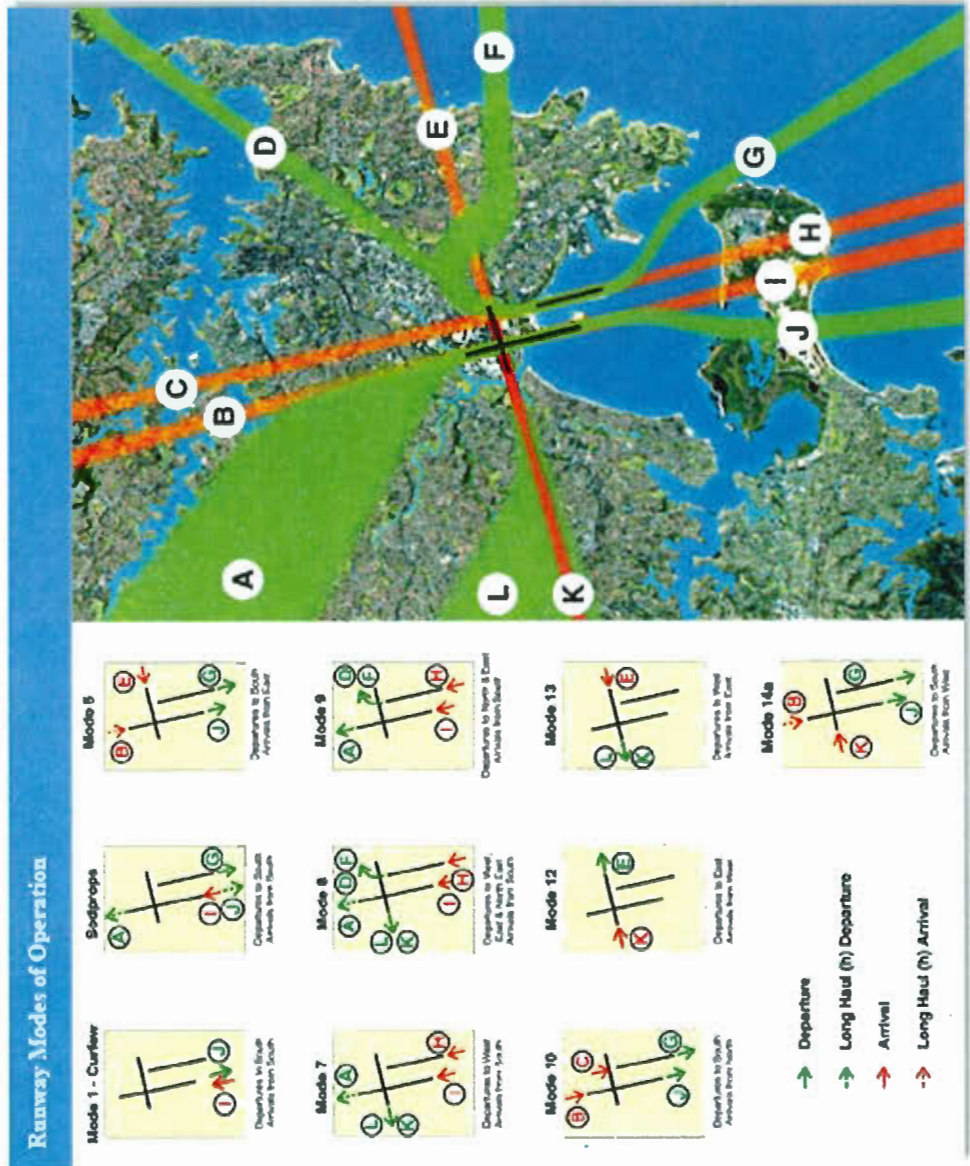 Runway Modes of Operation
Mode 1 - Curfew
I
J
Departures to South
Arrivals from South
Sodprops
A
G
I
J
Departures to South
Arrivals from South
Mode 5
B
E
J
G
Departures to South
Arrivals from East
Mode 7
A
L
K
I
H
Departures to West
Arrivals from South
Mode 8
A
D
F
L
K
I
H
Departures to West,
East & North East
Arrivals from South
Mode 9
A
D
F
I
H
Departures to North & East
Arrivals from South
Mode 10
B
C
J
G
Departures to South
Arrivals from North
Mode 12
K
E
Departures to East
Arrivals from West
Mode 13
L
K
E
Departures to West
Arrivals from East
Mode 14a
B
K
G
J
Departures to South
Arrivals from West
Departure
Long Haul (h) Departure
Arrival
Long Haul (h) Arrival
A
B
C
D
E
F
G
H
I
J
K
L